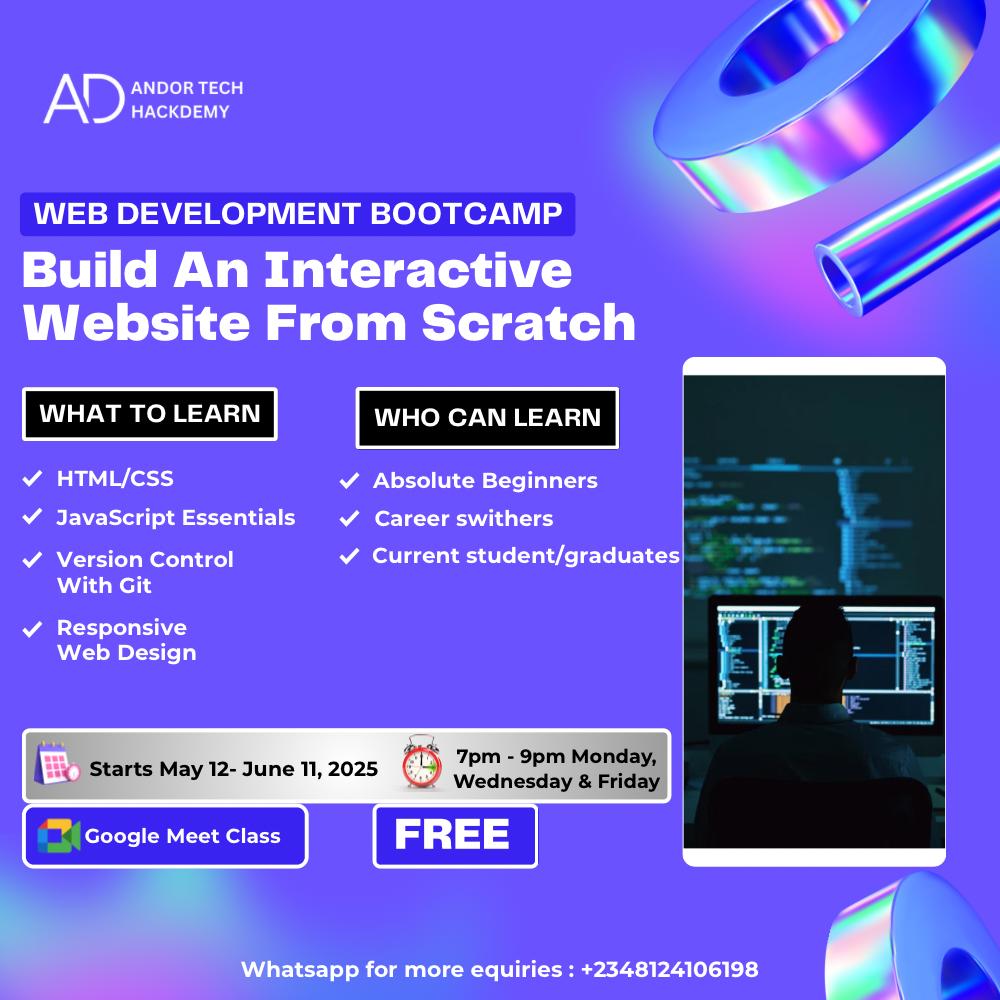 AD
ANDOR TECH
HACKDEMY
WEB DEVELOPMENT BOOTCAMP
Build An Interactive
Website From Scratch
WHAT TO LEARN
HTML/CSS
JavaScript Essentials
Version Control
With Git
Responsive
Web Design
WHO CAN LEARN
Absolute Beginners
Career swithers
Current student/graduates
Starts May 12- June 11, 2025
7pm - 9pm Monday,
Wednesday & Friday
Google Meet Class
FREE
Whatsapp for more equiries : +2348124106198